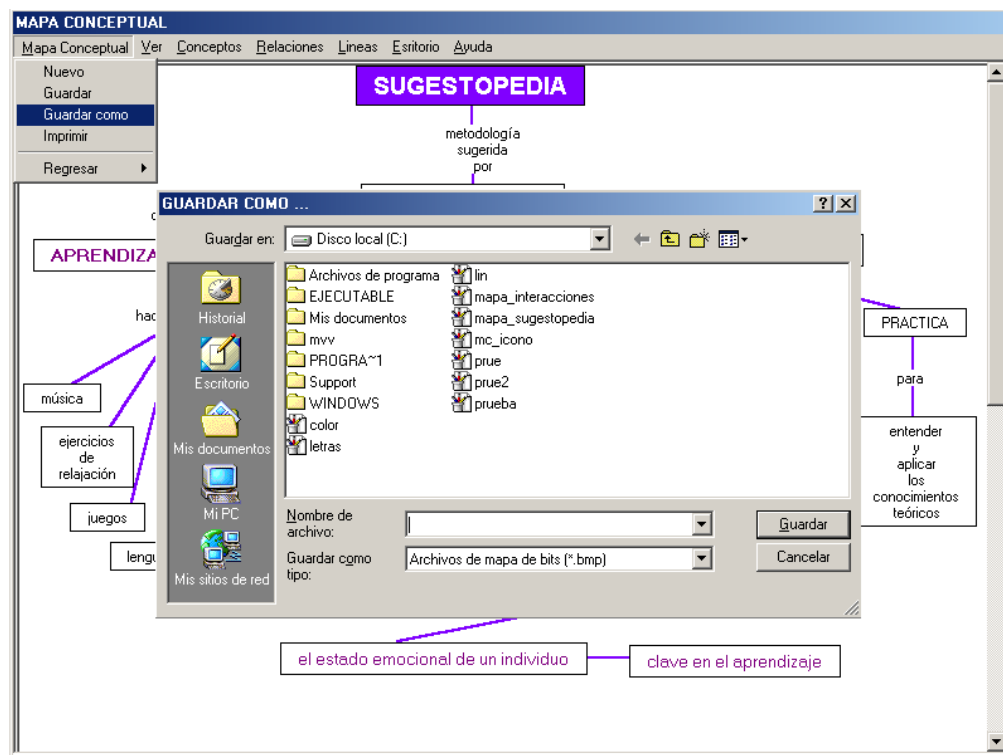 MAPA CONCEPTUAL
Mapa Conceptual Ver Conceptos Relaciones Lineas Esritorio Ayuda
Nuevo
Guardar
Guardar como
Imprimir
Regresar
SUGESTOPEDIA
metodología
sugerida
por
GUARDAR COMO ...
Guardar en:
Disco local (C:)
Historial
Escritorio
Mis documentos
Mi PC
Mis sitios de red
Archivos de programa
EJECUTABLE
Mis documentos
mvv
PROGRA~1
Support
WINDOWS
color
letras
lin
mapa_interacciones
mapa_sugestopedia
mc_icono
prue
prue2
prueba
Nombre de
archivo:
Guardar
Guardar como
tipo:
Archivos de mapa de bits (*.bmp)
Cancelar
APRENDIZA
hac
música
ejercicios
de
relajación
juegos
lengu
PRACTICA
para
entender
y
aplicar
los
conocimientos
teóricos
el estado emocional de un individuo
clave en el aprendizaje